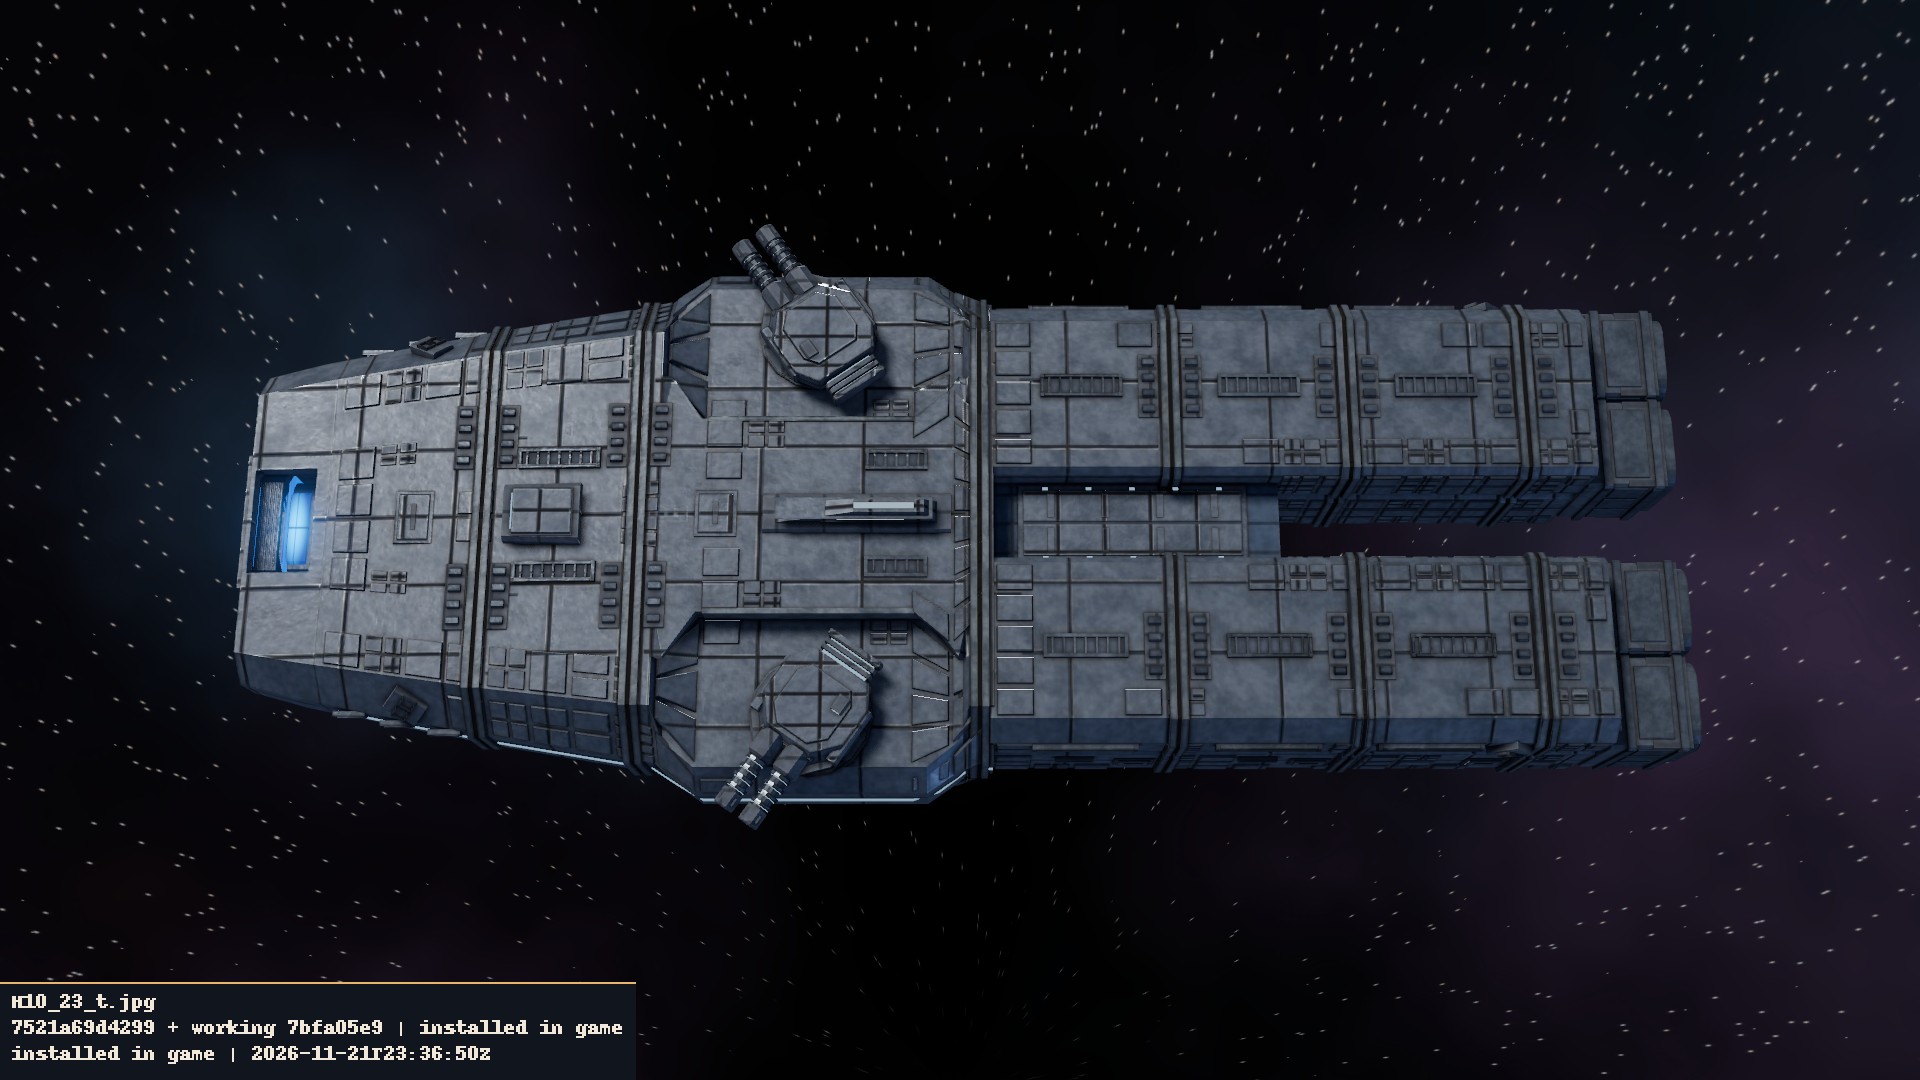 H10_23_t.jpg
7521a69d4299 + working 7bfa05e9 | installed in game
installed in game | 2026-11-21T23:36:50Z